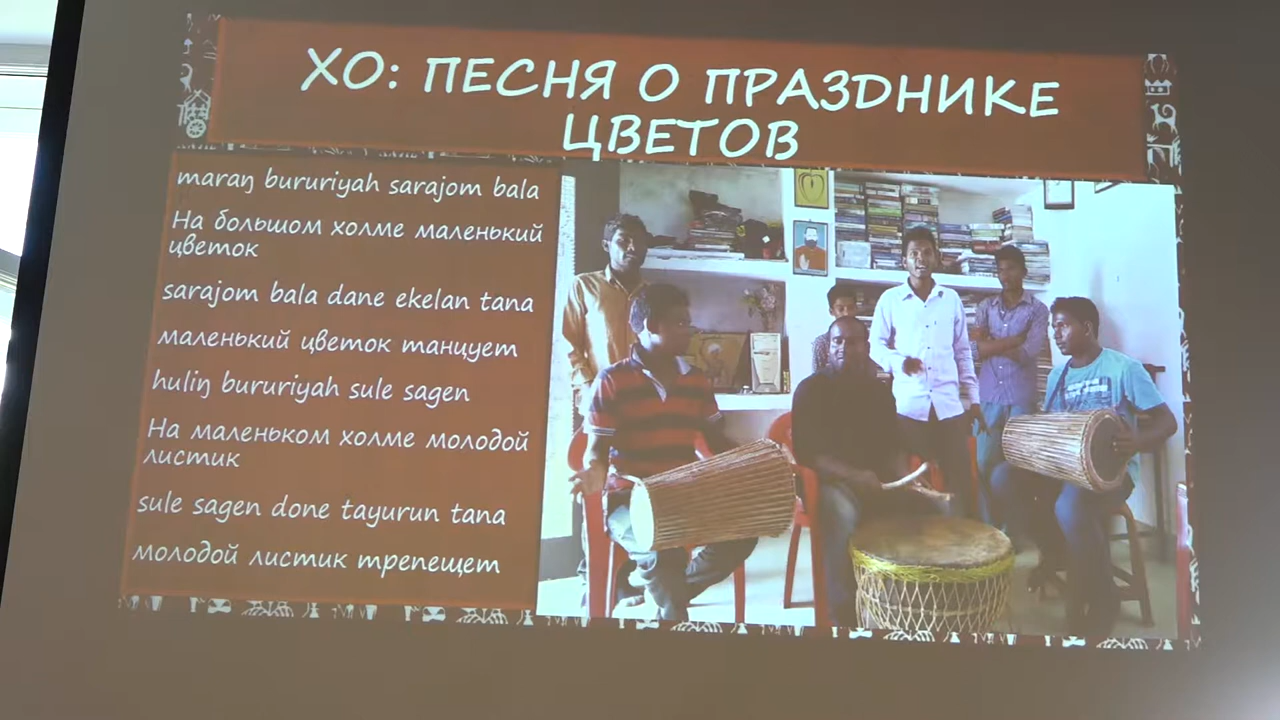 ХО: ПЕСНЯ О ПРАЗДНИКЕ
ЦВЕТОВ
maraŋ bururiyah sarajom bala
На большом холме маленький
цветок
sarajom bala dane ekelan tana
маленький цветок танцует
huliŋ bururiyah sule sagen
На маленьком холме молодой
листик
sule sagen done tayurun tana
молодой листик трепещет